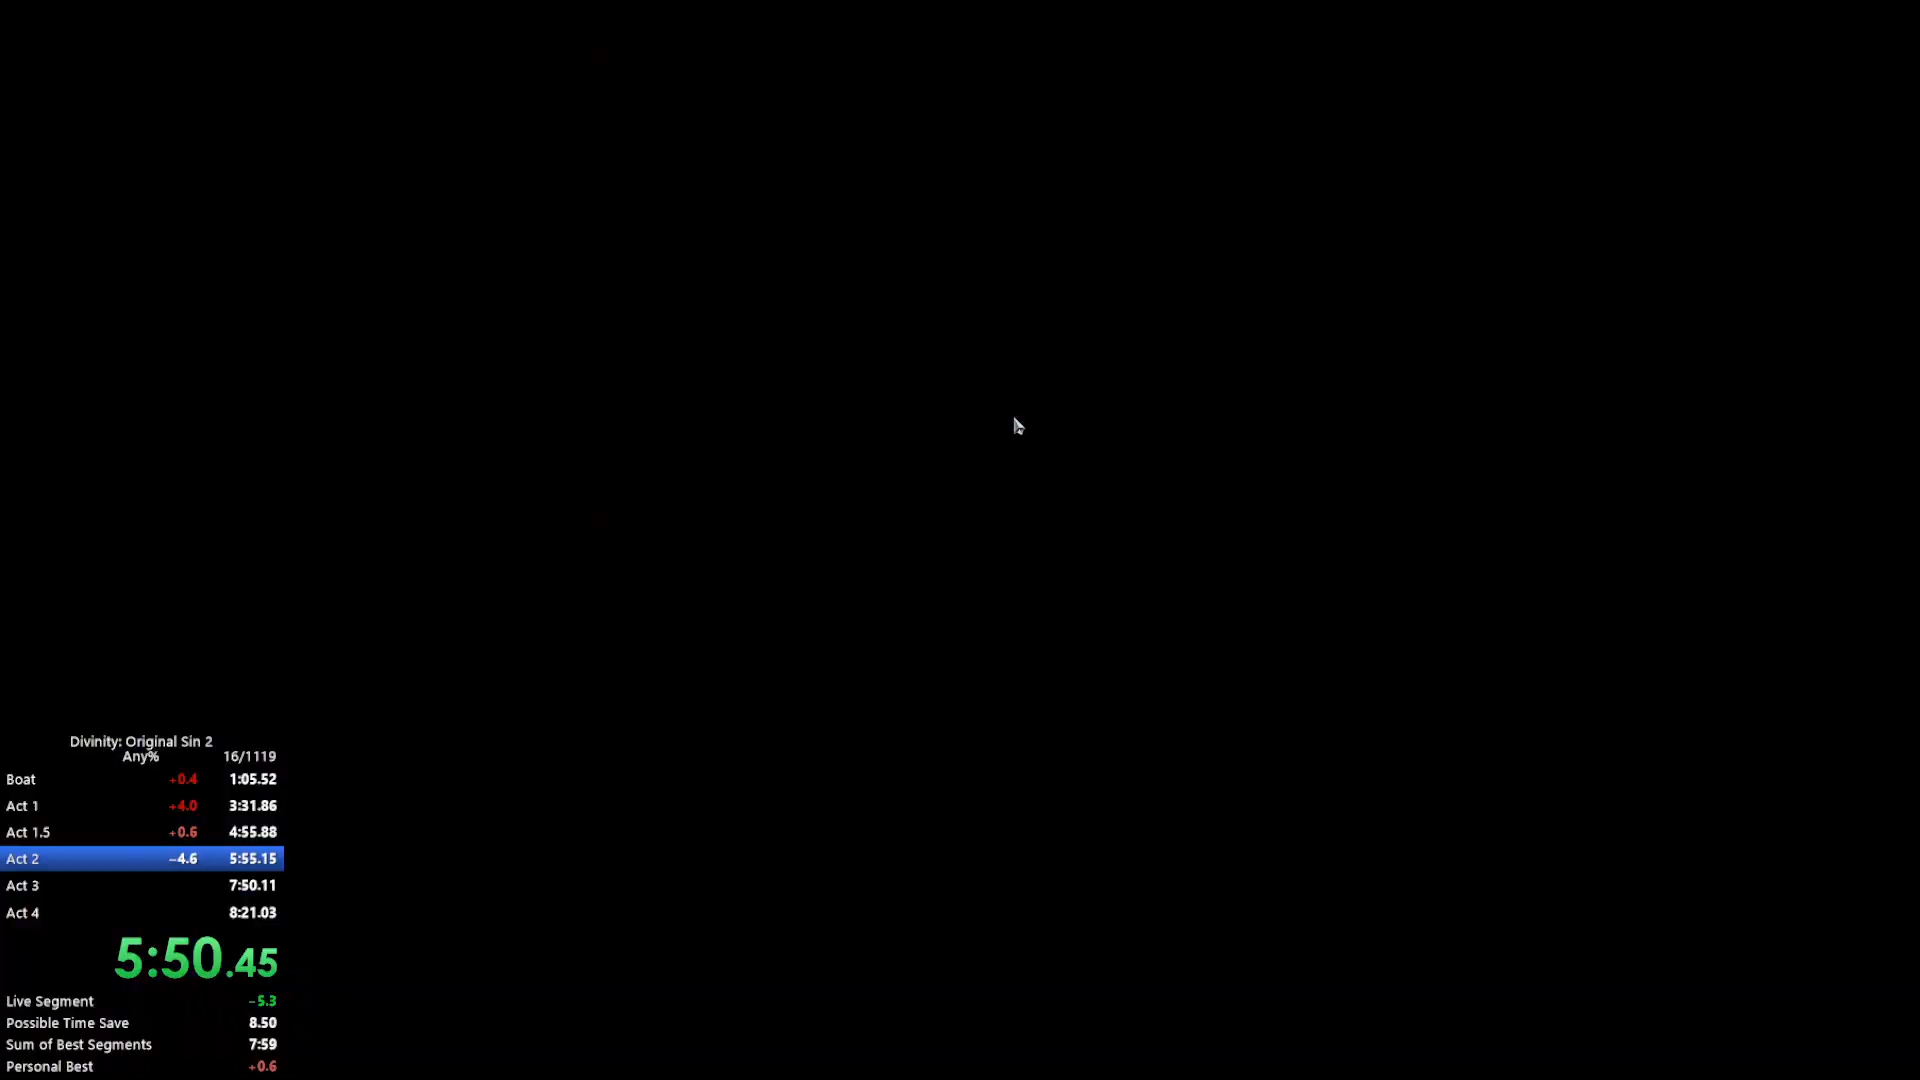 Divinity: Original Sin 2
Any% 16/1119
Boat +0.4 1:05.52
Act 1 +4.0 3:31.86
Act 1.5 +0.6 4:55.88
Act 2 −4.6 5:55.15
Act 3 7:50.11
Act 4 8:21.03
5:50.45
Live Segment −5.3
Possible Time Save 8.50
Sum of Best Segments 7:59
Personal Best +0.6